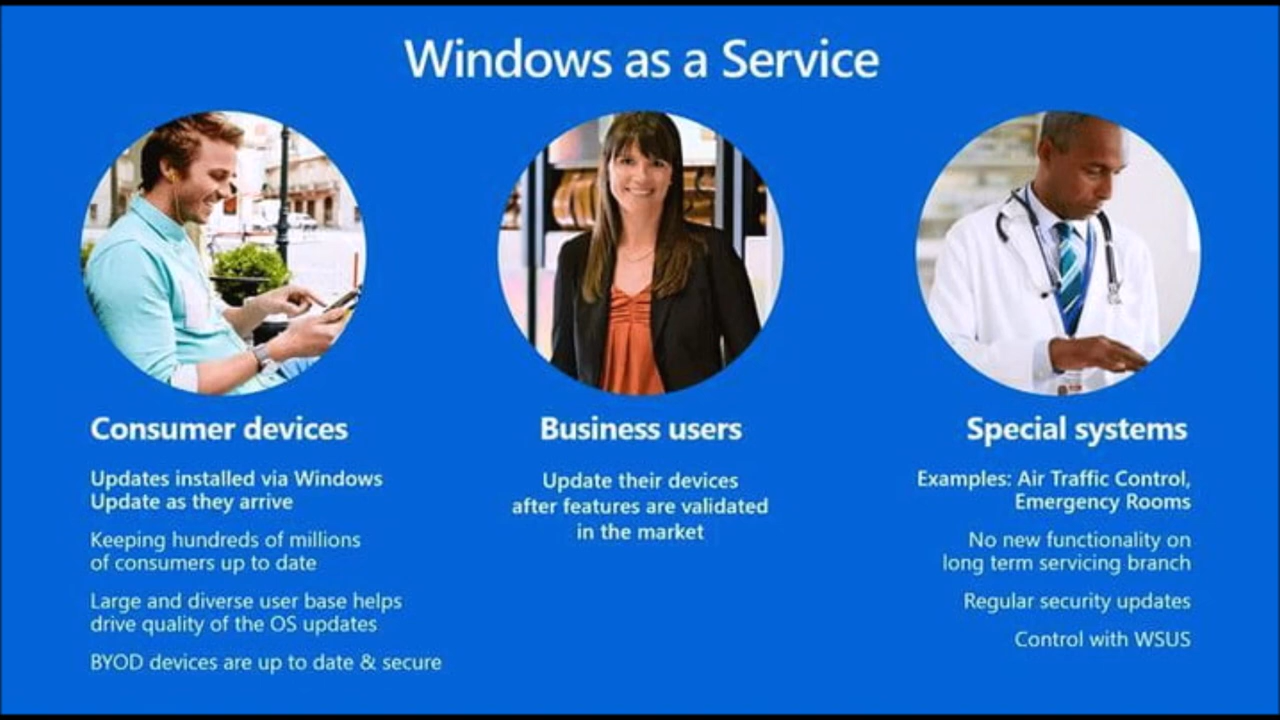 Windows as a Service
Consumer devices
Updates installed via Windows
Update as they arrive
Keeping hundreds of millions
of consumers up to date
Large and diverse user base helps
drive quality of the OS updates
BYOD devices are up to date & secure
Business users
Update their devices
after features are validated
in the market
Special systems
Examples: Air Traffic Control,
Emergency Rooms
No new functionality on
long term servicing branch
Regular security updates
Control with WSUS